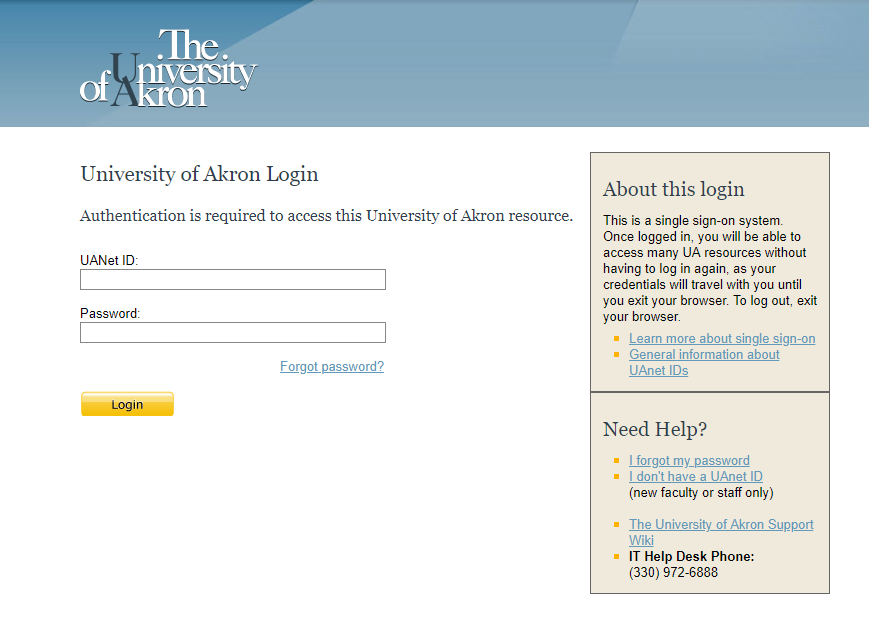 The
University
of Akron
University of Akron Login
Authentication is required to access this University of Akron resource.
UANet ID:
Password:
Forgot password?
Login
About this login
This is a single sign-on system.
Once logged in, you will be able to
access many UA resources without
having to log in again, as your
credentials will travel with you until
you exit your browser. To log out, exit
your browser.
Learn more about single sign-on
General information about
UAnet IDs
Need Help?
I forgot my password
I don't have a UAnet ID
(new faculty or staff only)
The University of Akron Support
Wiki
IT Help Desk Phone:
(330) 972-6888